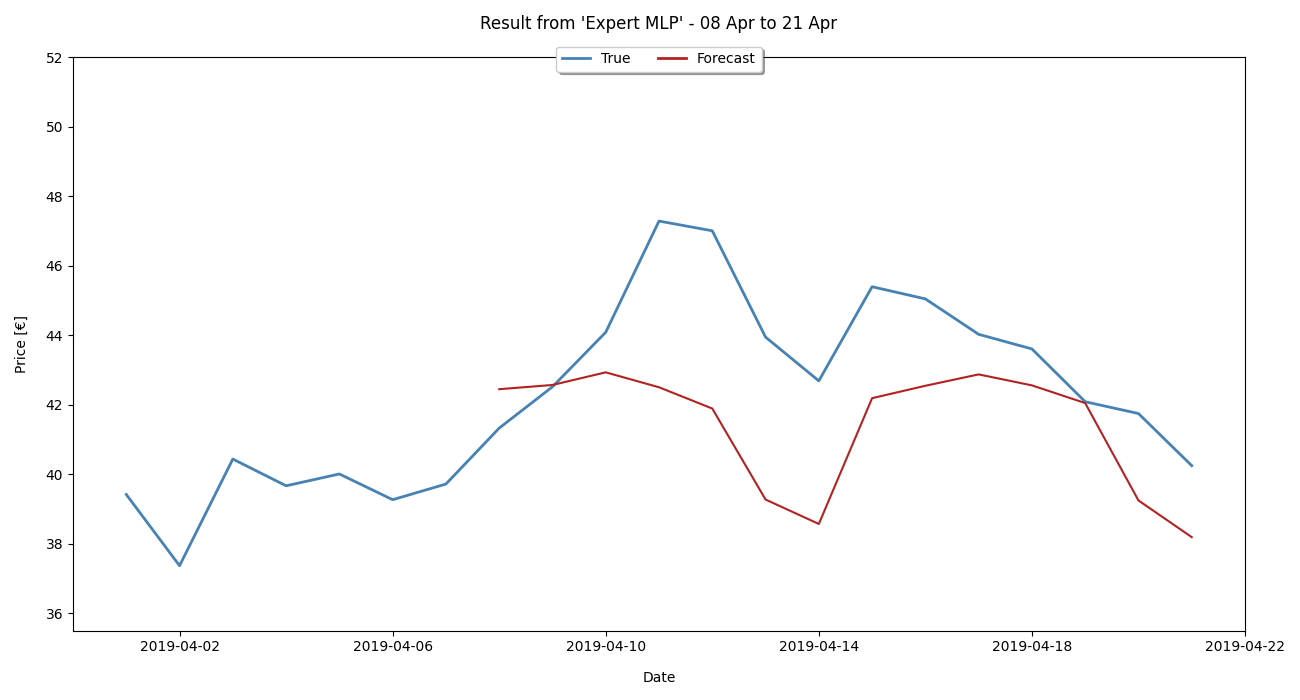 Result from 'Expert MLP' - 08 Apr to 21 Apr
True Forecast
52
50
48
46
44
42
40
38
36
Price [€]
2019-04-02 2019-04-06 2019-04-10 2019-04-14 2019-04-18 2019-04-22
Date